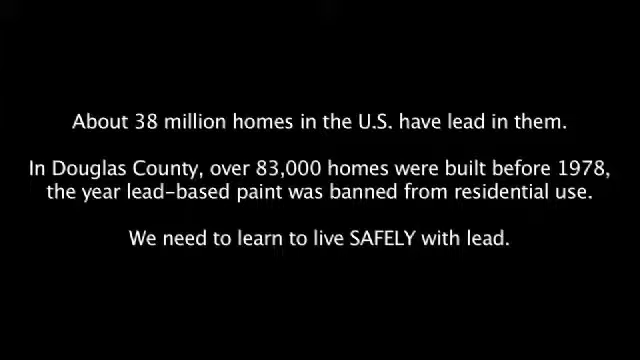 About 38 million homes in the U.S. have lead in them.
In Douglas County, over 83,000 homes were built before 1978,
the year lead-based paint was banned from residential use.
We need to learn to live SAFELY with lead.